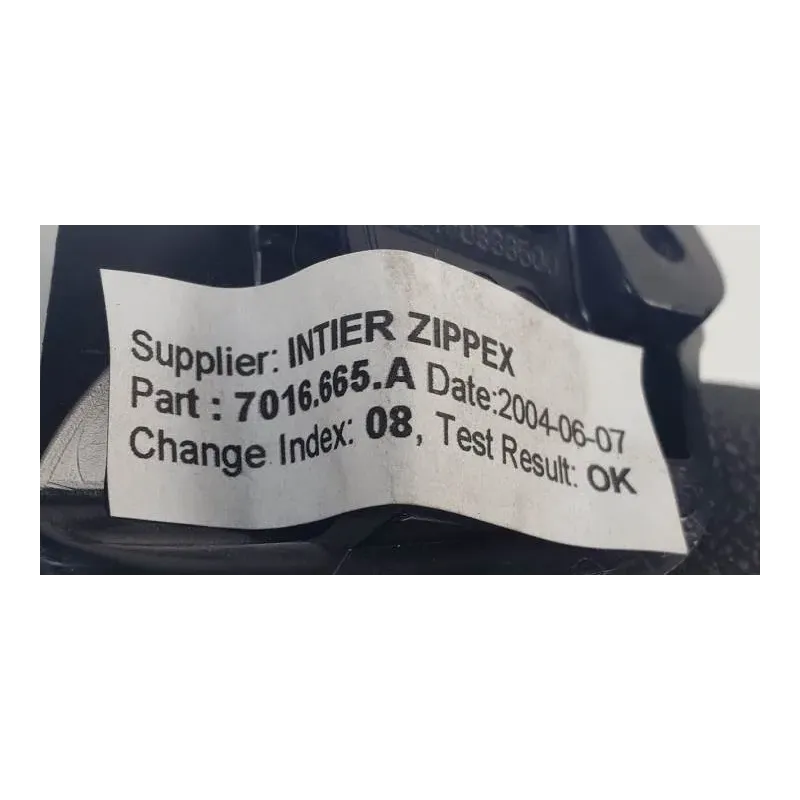 Supplier: INTIER ZIPPEX
Part : 7016.665.A Date:2004-06-07
Change Index: 08, Test Result: OK